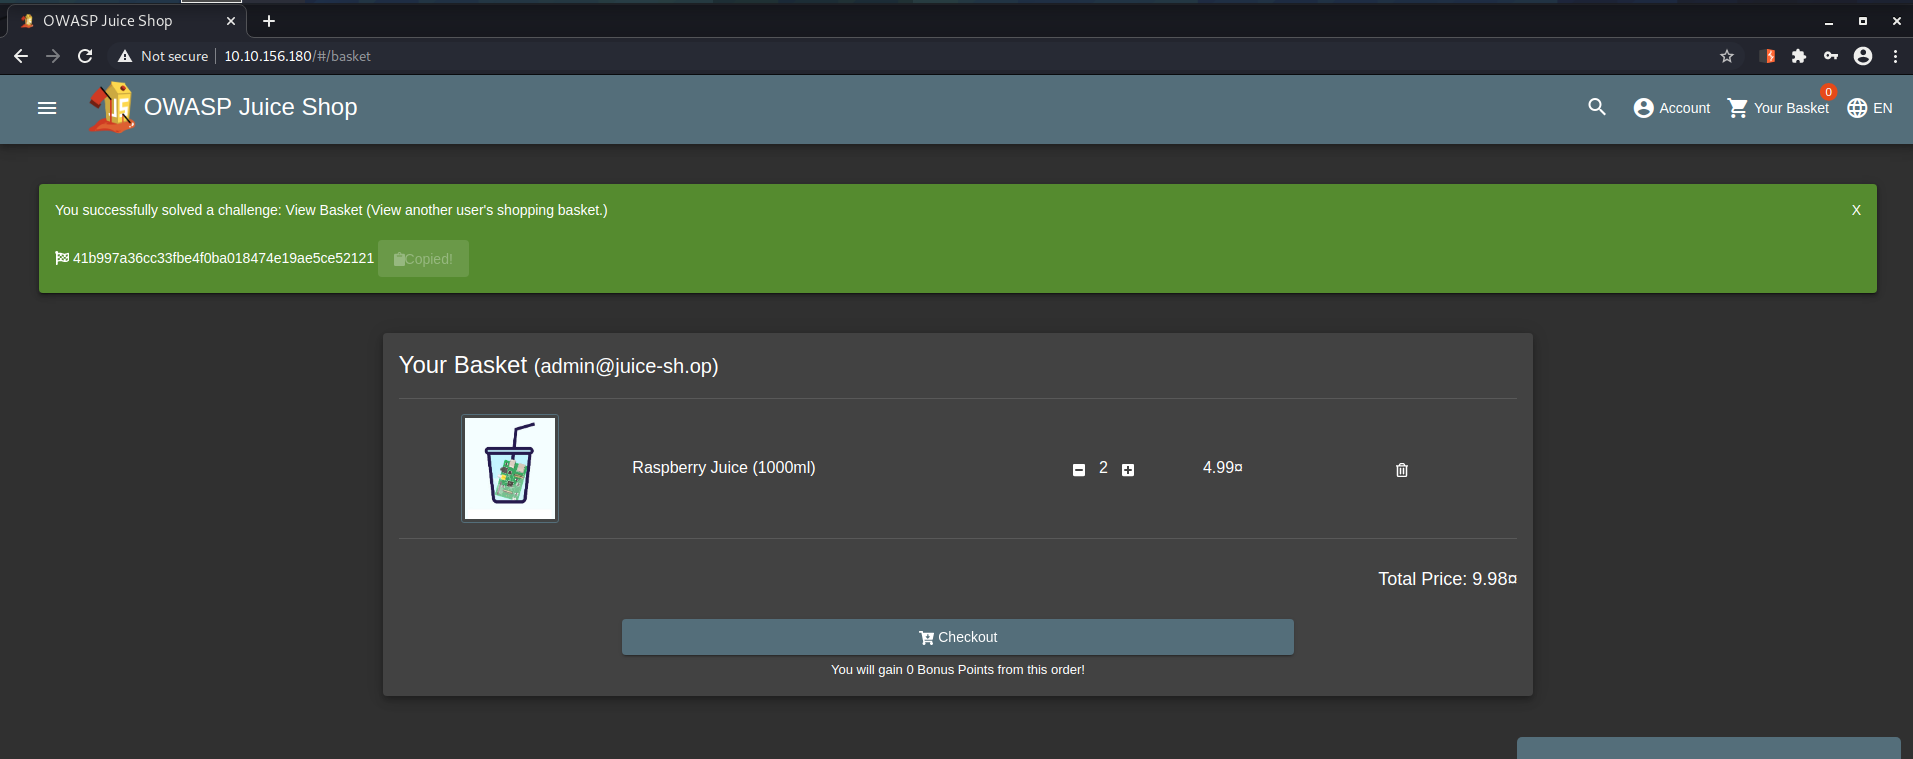 OWASP Juice Shop
Not secure 10.10.156.180/#/basket
OWASP Juice Shop
Account
0
Your Basket
EN
You successfully solved a challenge: View Basket (View another user's shopping basket.)
X
41b997a36cc33fbe4f0ba018474e19ae5ce52121 Copied!
Your Basket (admin@juice-sh.op)
Raspberry Juice (1000ml) 2 4.99¤
Total Price: 9.98¤
Checkout
You will gain 0 Bonus Points from this order!